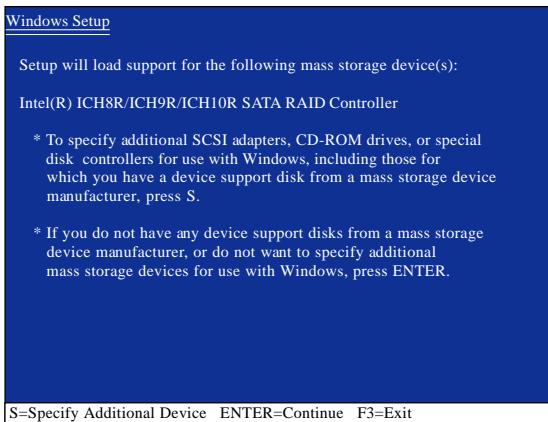 Windows Setup
Setup will load support for the following mass storage device(s):
Intel(R) ICH8R/ICH9R/ICH10R SATA RAID Controller
* To specify additional SCSI adapters, CD-ROM drives, or special
disk controllers for use with Windows, including those for
which you have a device support disk from a mass storage device
manufacturer, press S.
* If you do not have any device support disks from a mass storage
device manufacturer, or do not want to specify additional
mass storage devices for use with Windows, press ENTER.
S=Specify Additional Device ENTER=Continue F3=Exit